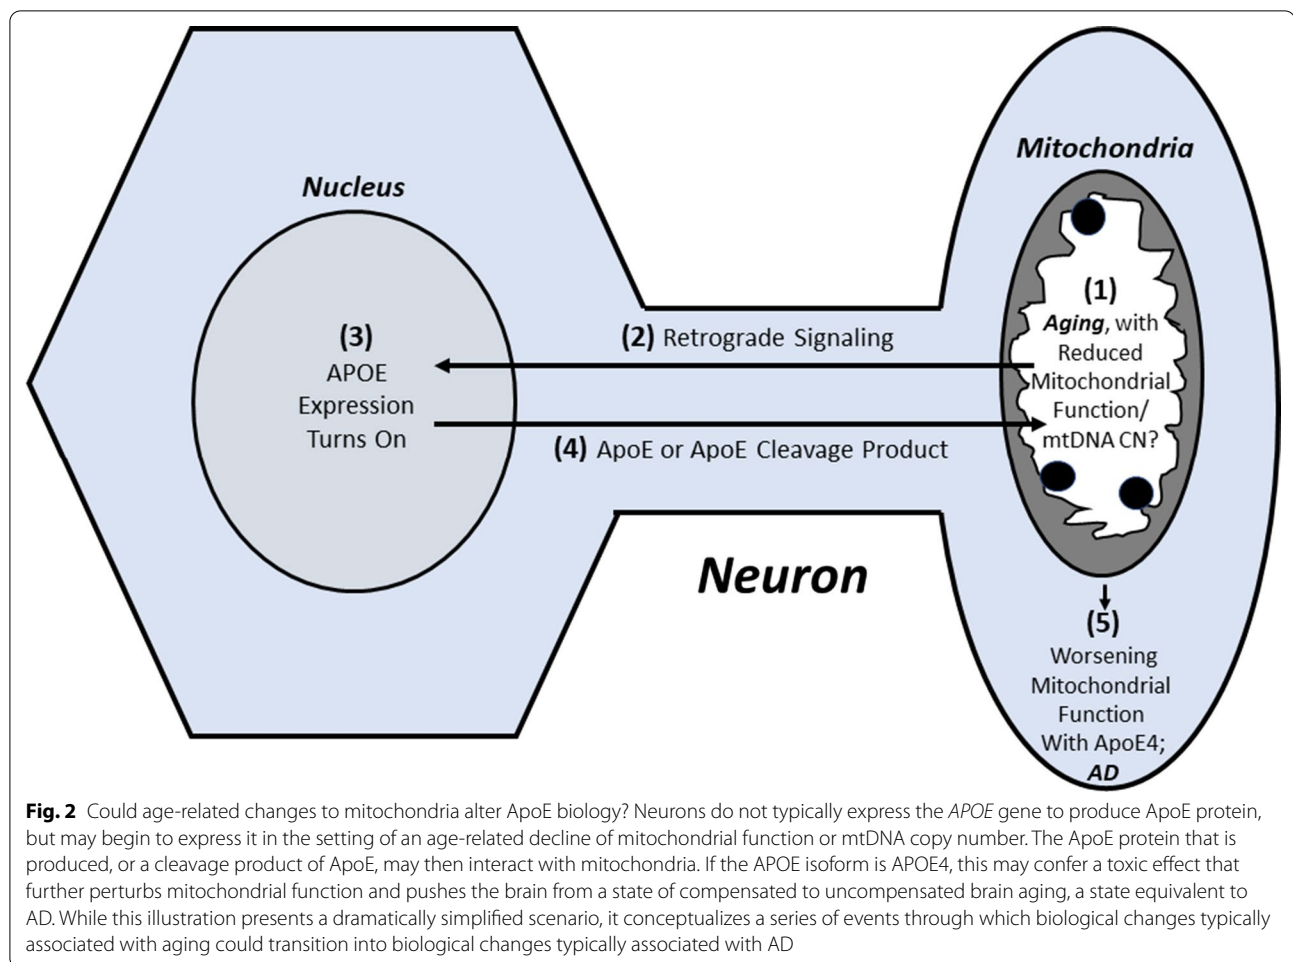 Nucleus
Mitochondria
(1)
Aging, with
Reduced
Mitochondrial
Function/
mtDNA CN?
(2) Retrograde Signaling
(3)
APOE
Expression
Turns On
(4) ApoE or ApoE Cleavage Product
Neuron
(5)
Worsening
Mitochondrial
Function
With ApoE4;
AD
Fig. 2 Could age-related changes to mitochondria alter ApoE biology? Neurons do not typically express the APOE gene to produce ApoE protein,
but may begin to express it in the setting of an age-related decline of mitochondrial function or mtDNA copy number. The ApoE protein that is
produced, or a cleavage product of ApoE, may then interact with mitochondria. If the APOE isoform is APOE4, this may confer a toxic effect that
further perturbs mitochondrial function and pushes the brain from a state of compensated to uncompensated brain aging, a state equivalent to
AD. While this illustration presents a dramatically simplified scenario, it conceptualizes a series of events through which biological changes typically
associated with aging could transition into biological changes typically associated with AD